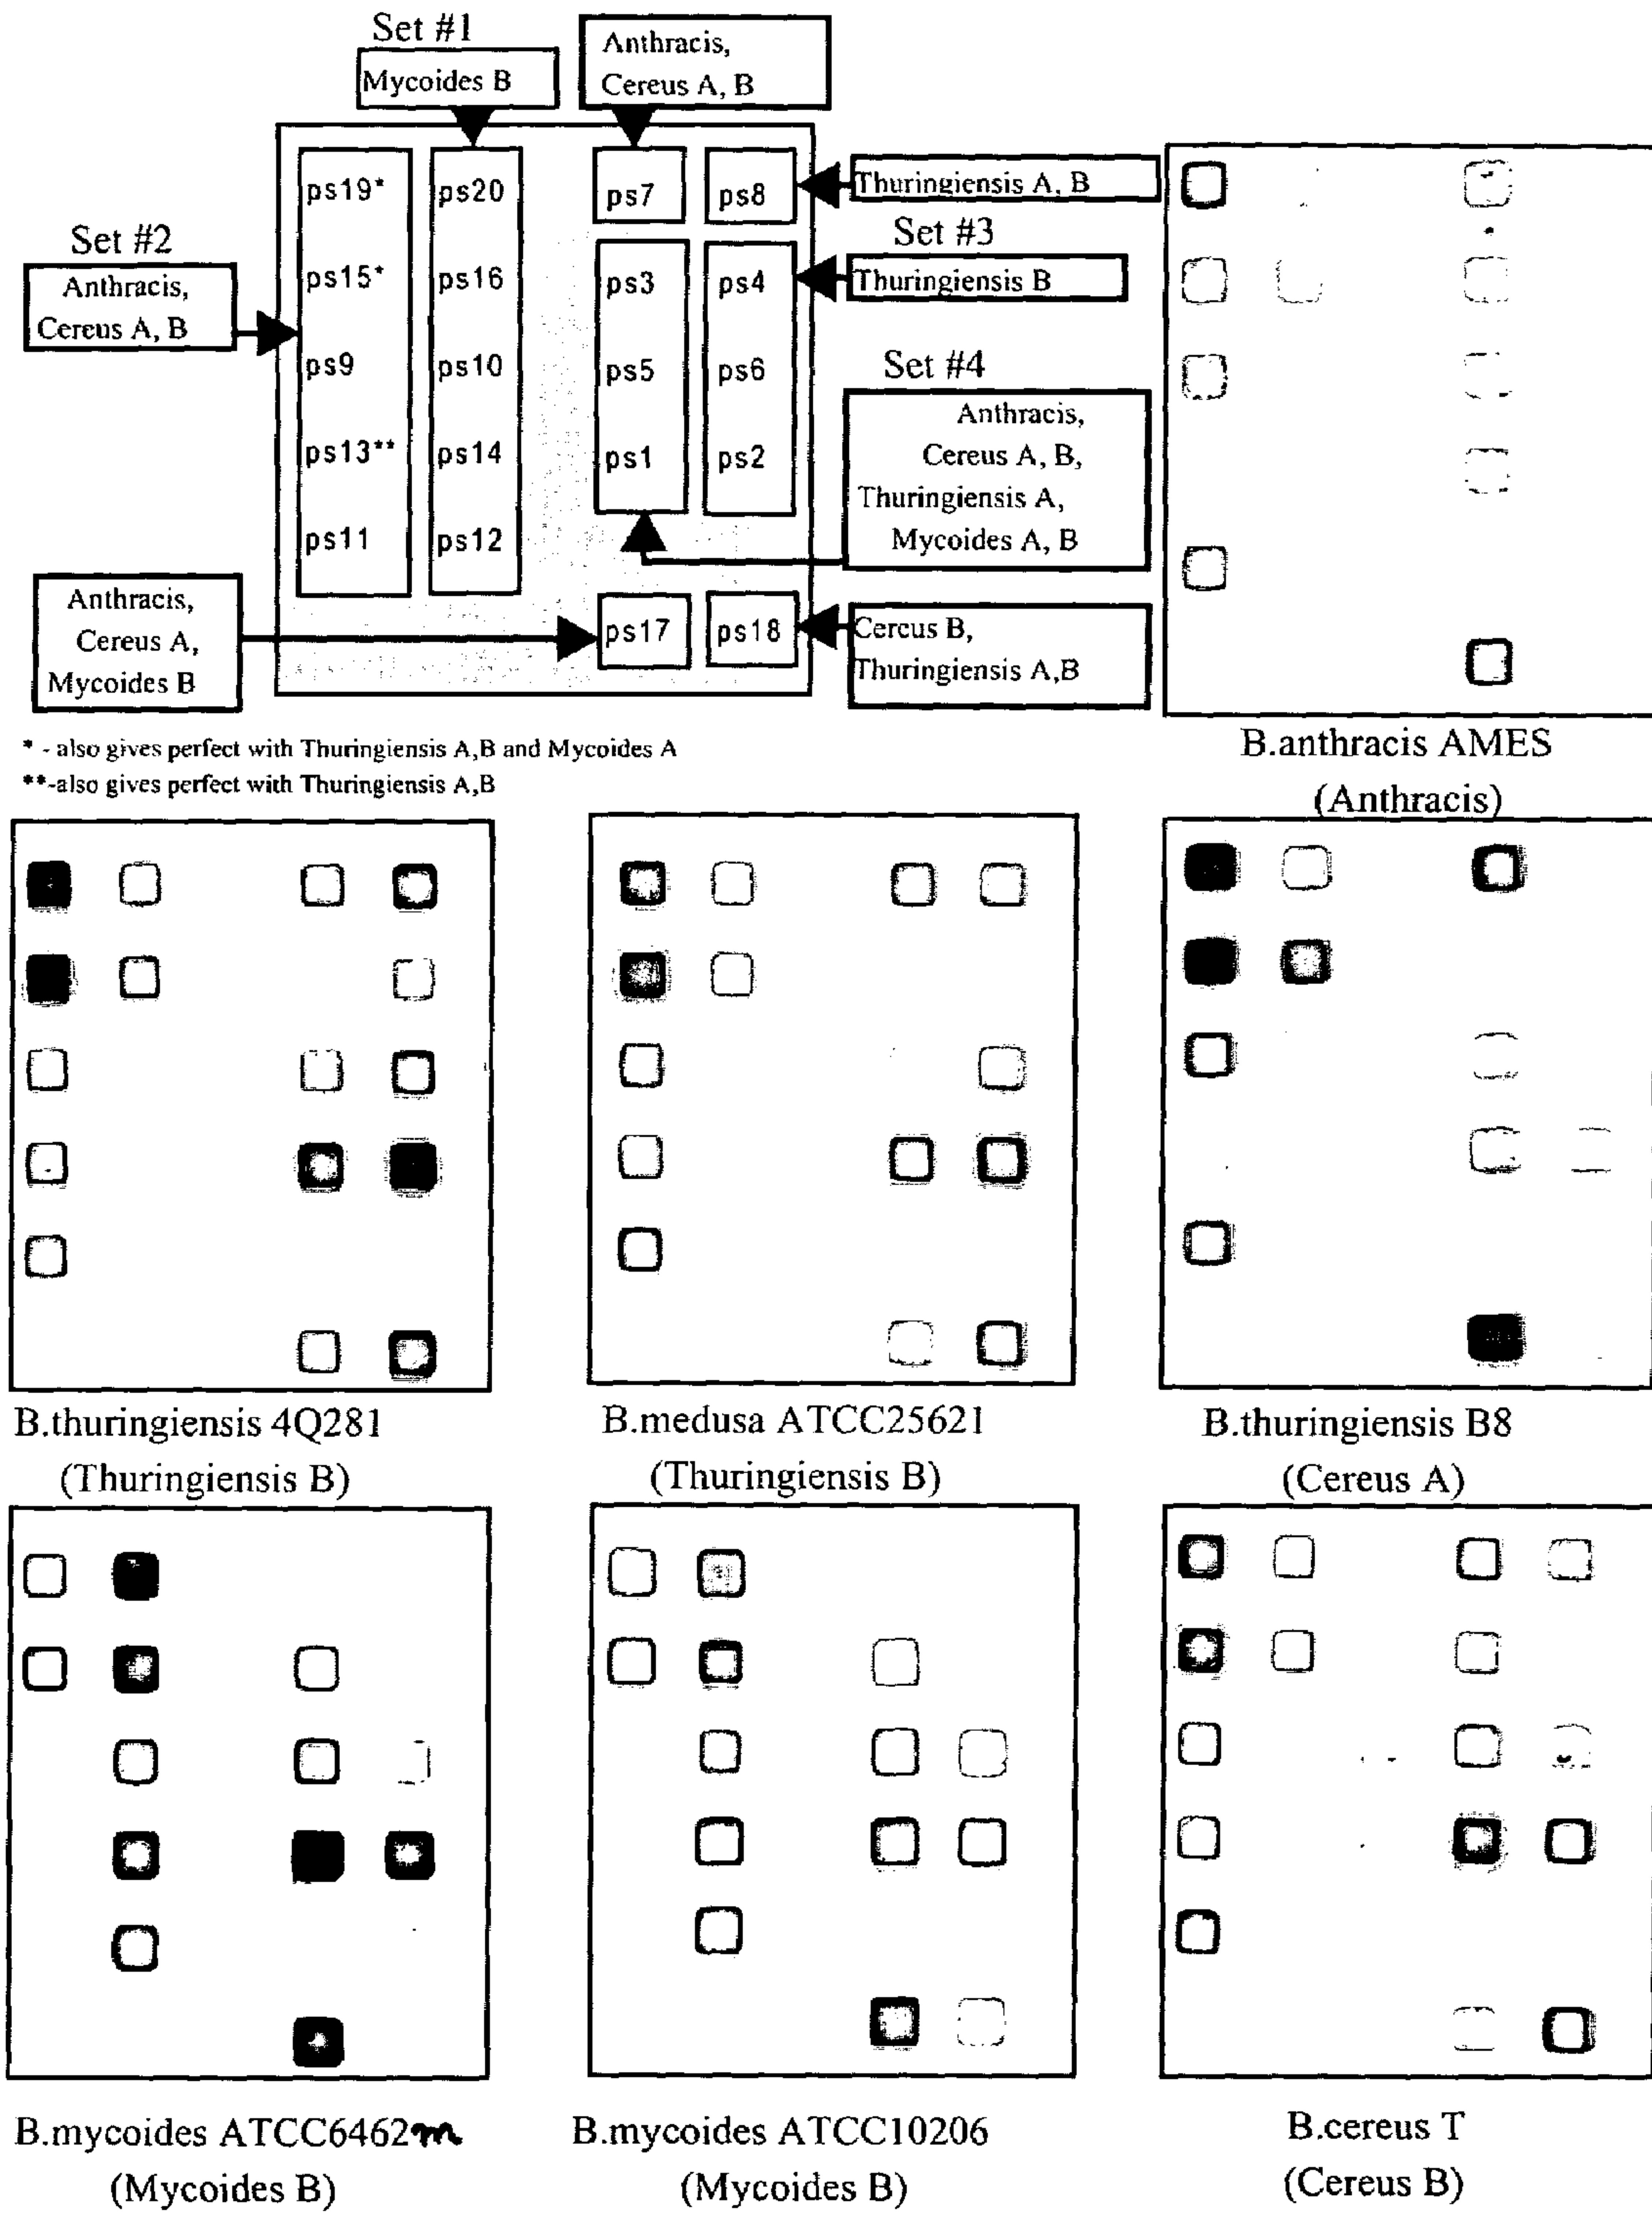 Set #1
Mycoides B
Anthracis,
Cereus A, B
ps19*
ps20
ps7
ps8
Thuringiensis A, B
Set #2
Anthracis,
Cereus A, B
ps15*
ps16
ps3
ps4
Set #3
Thuringiensis B
ps9
ps10
ps5
ps6
Set #4
Anthracis,
Cereus A, B,
Thuringiensis A,
Mycoides A, B
ps13**
ps14
ps1
ps2
ps11
ps12
Anthracis,
Cereus A,
Mycoides B
ps17
ps18
Cereus B,
Thuringiensis A,B
* - also gives perfect with Thuringiensis A,B and Mycoides A
**-also gives perfect with Thuringiensis A,B
B.anthracis AMES
(Anthracis)
B.thuringiensis 4Q281
(Thuringiensis B)
B.medusa ATCC25621
(Thuringiensis B)
B.thuringiensis B8
(Cereus A)
B.mycoides ATCC6462m
(Mycoides B)
B.mycoides ATCC10206
(Mycoides B)
B.cereus T
(Cereus B)